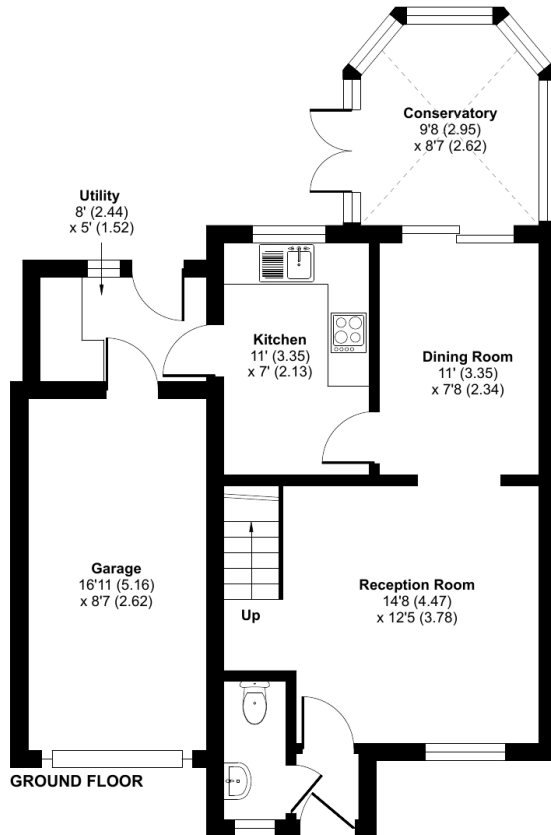 Conservatory
9'8 (2.95)
x 8'7 (2.62)
Utility
8' (2.44)
x 5' (1.52)
Kitchen
11' (3.35)
x 7' (2.13)
Dining Room
11' (3.35)
x 7'8 (2.34)
Garage
16'11 (5.16)
x 8'7 (2.62)
Reception Room
14'8 (4.47)
x 12'5 (3.78)
Up
GROUND FLOOR